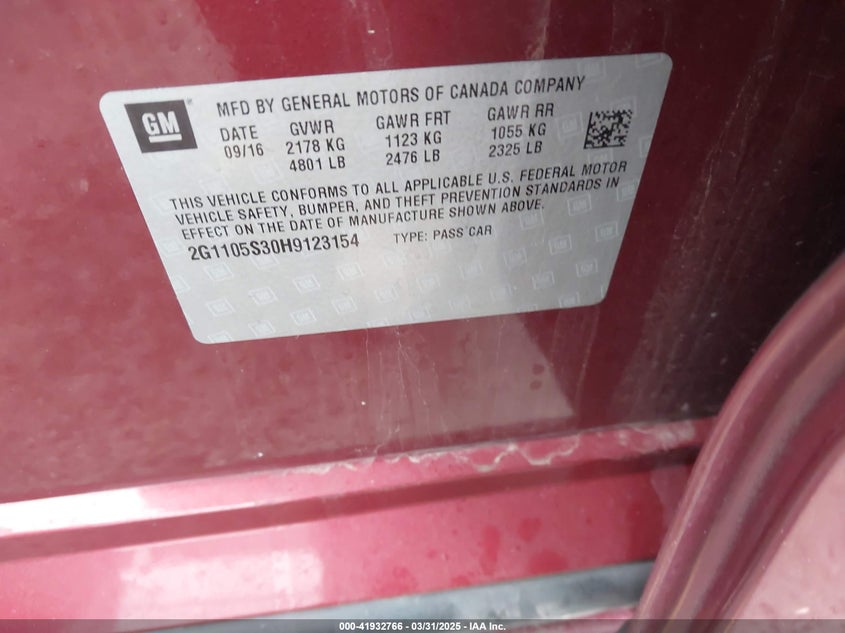 GM
MFD BY GENERAL MOTORS OF CANADA COMPANY
DATE GVWR GAWR FRT GAWR RR
09/16 2178 KG 1123 KG 1055 KG
4801 LB 2476 LB 2325 LB
THIS VEHICLE CONFORMS TO ALL APPLICABLE U.S. FEDERAL MOTOR
VEHICLE SAFETY, BUMPER, AND THEFT PREVENTION STANDARDS IN
EFFECT ON THE DATE OF MANUFACTURE SHOWN ABOVE.
2G1105S30H9123154 TYPE: PASS CAR
000-41932766 - 03/31/2025 - IAA Inc.